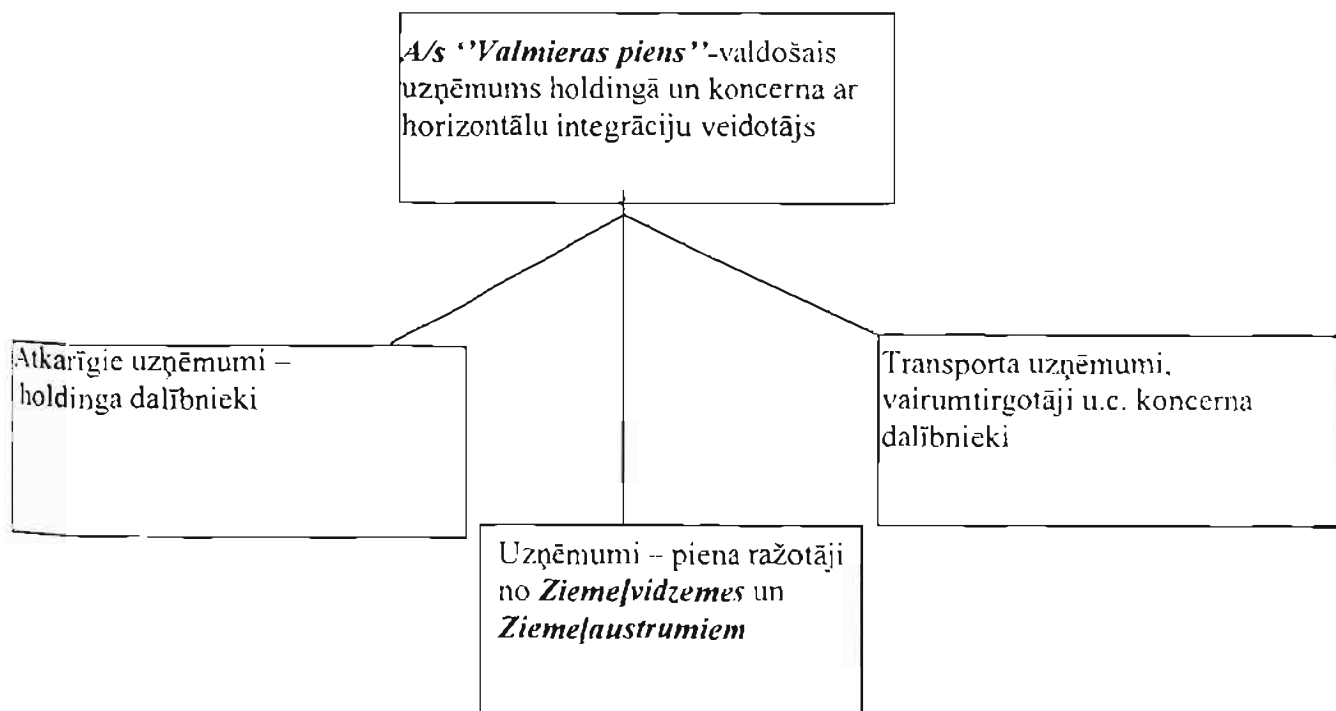 A/s ‘’Valmieras piens’’-valdošais
uzņēmums holdingā un koncerna ar
horizontālu integrāciju veidotājs
Atkarīgie uzņēmumi –
holdinga dalībnieki
Transporta uzņēmumi,
vairumtirgotāji u.c. koncerna
dalībnieki
Uzņēmumi – piena ražotāji
no Ziemeļvidzemes un
Ziemeļaustrumiem